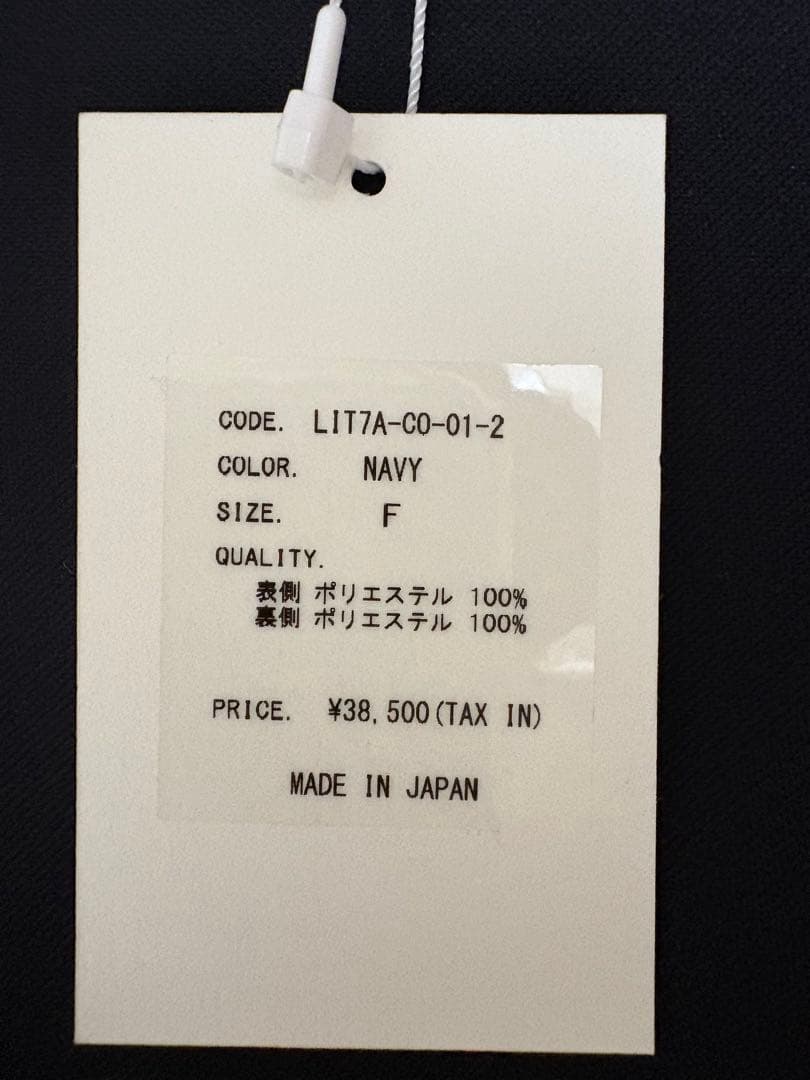 CODE. LIT7A-CO-01-2
COLOR. NAVY
SIZE. F
QUALITY.
表側 ポリエステル 100%
裏側 ポリエステル 100%
PRICE. ¥38,500(TAX IN)
MADE IN JAPAN